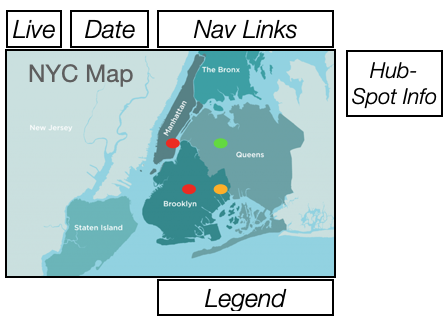 Live
Date
Nav Links
NYC Map
The Bronx
Manhattan
New Jersey
Queens
Brooklyn
Staten Island
Hub-
Spot Info
Legend